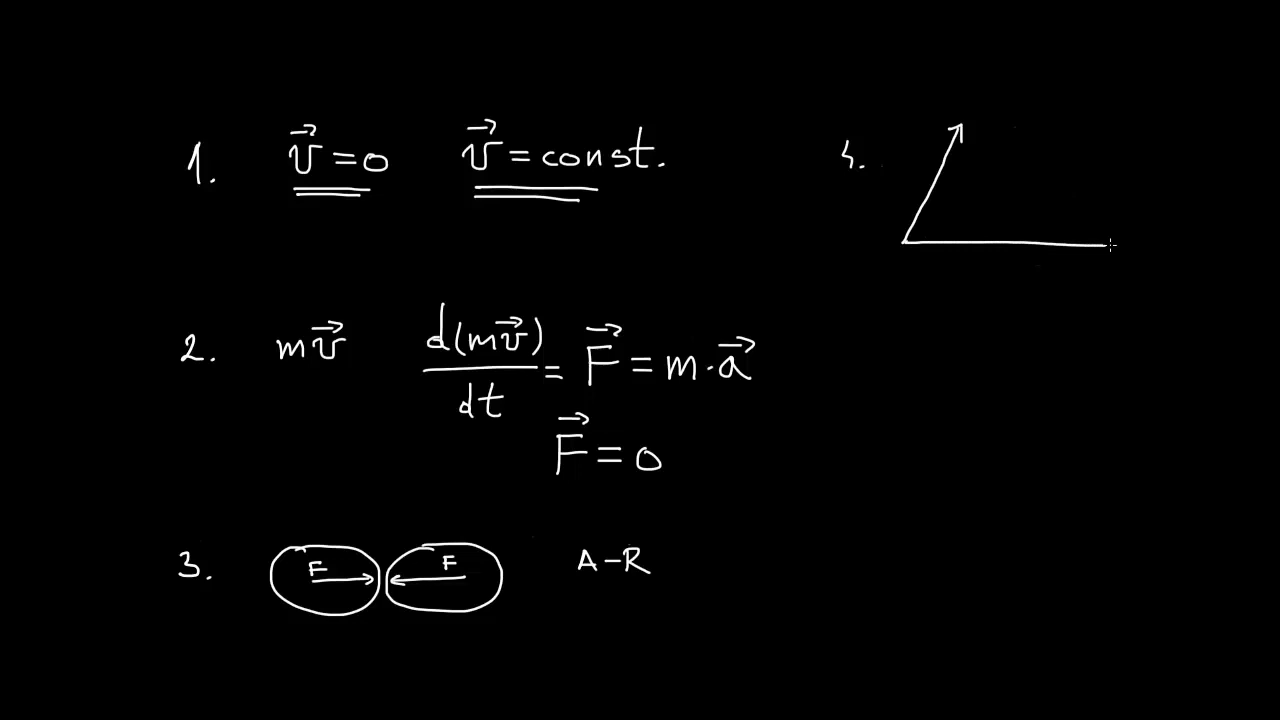 1. v⃗ = 0 v⃗ = const.
2. mv⃗ d(mv⃗)/dt = F⃗ = m · a⃗
F⃗ = 0
3. F F A-R
4.